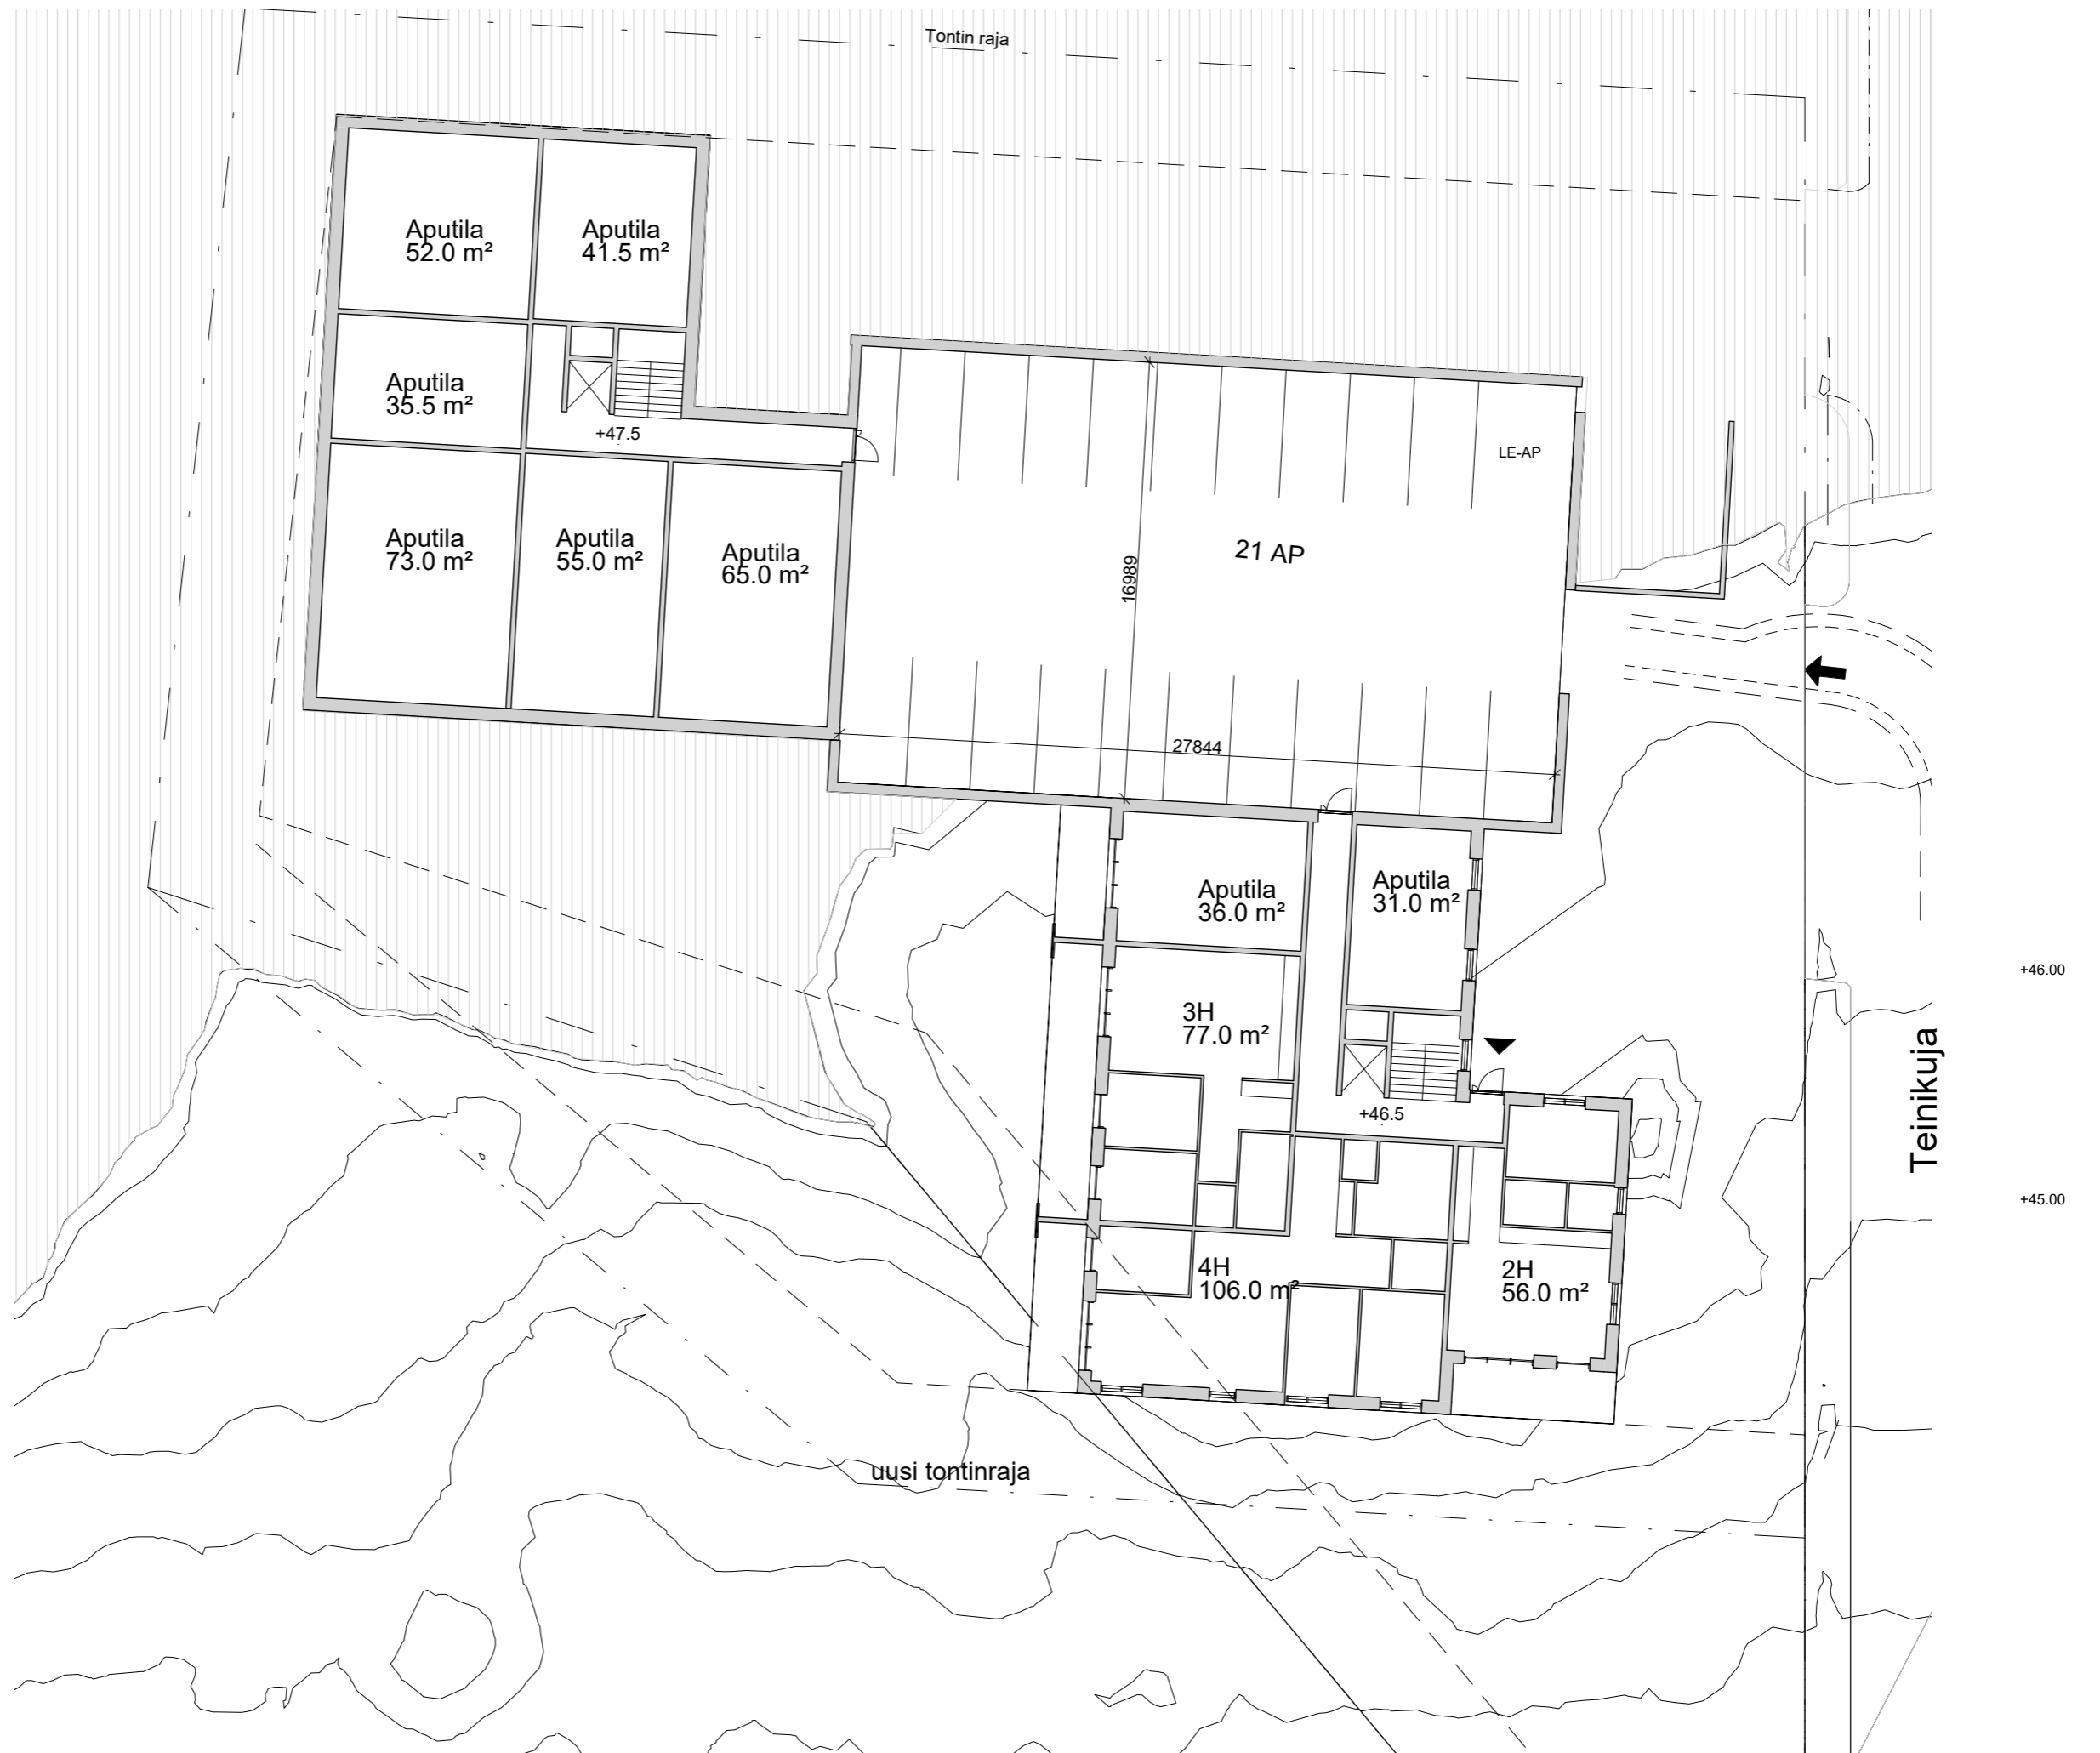 Tontin raja
Aputila
52.0 m²
Aputila
41.5 m²
Aputila
35.5 m²
+47.5
LE-AP
Aputila
73.0 m²
Aputila
55.0 m²
Aputila
65.0 m²
21 AP
16989
27844
Aputila
36.0 m²
Aputila
31.0 m²
+46.00
3H
77.0 m²
Teinikuja
+46.5
+45.00
4H
106.0 m²
2H
56.0 m²
uusi tontinraja